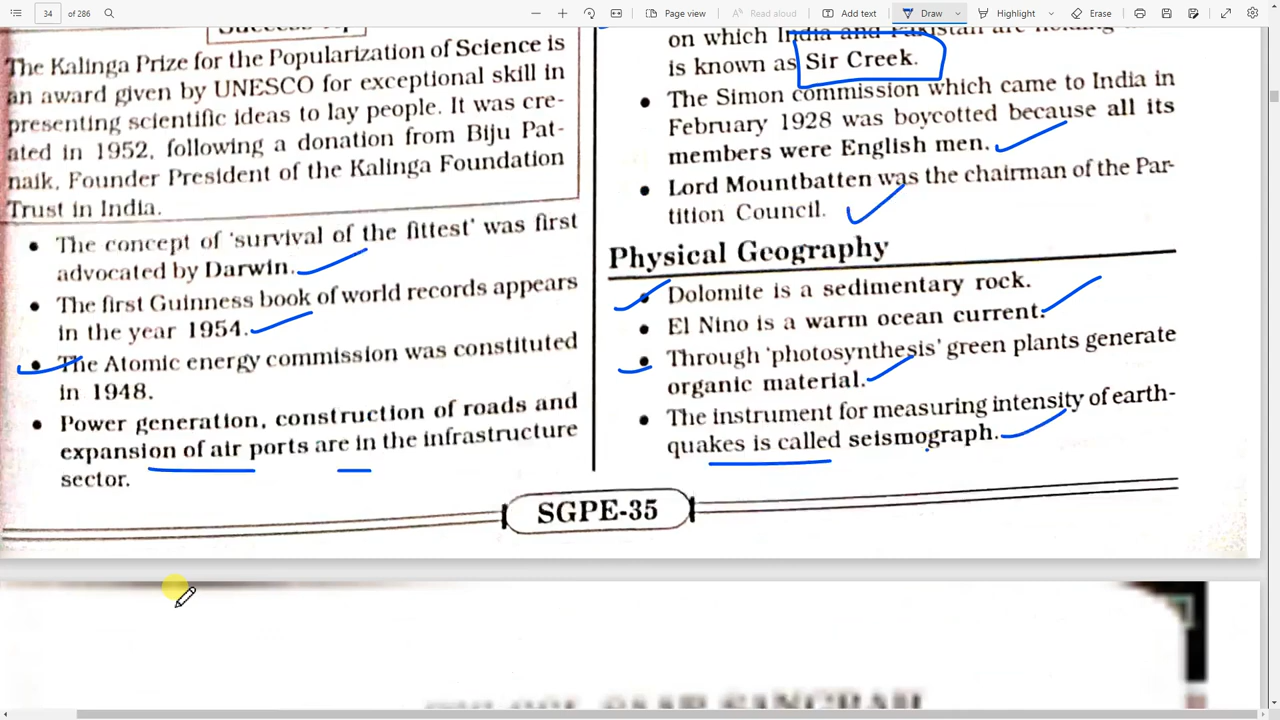 34
of 286
Page view
Read aloud
Add text
Draw
Highlight
Erase
The Kalinga Prize for the Popularization of Science is
an award given by UNESCO for exceptional skill in
presenting scientific ideas to lay people. It was cre-
ated in 1952, following a donation from Biju Pat-
naik, Founder President of the Kalinga Foundation
Trust in India.
• The concept of 'survival of the fittest' was first
advocated by Darwin.
• The first Guinness book of world records appears
in the year 1954.
• The Atomic energy commission was constituted
in 1948.
• Power generation, construction of roads and
expansion of air ports are in the infrastructure
sector.
on which India and Pakistan are
is known as Sir Creek.
• The Simon commission which came to India in
February 1928 was boycotted because all its
members were English men.
• Lord Mountbatten was the chairman of the Par-
tition Council.
Physical Geography
• Dolomite is a sedimentary rock.
• El Nino is a warm ocean current.
• Through 'photosynthesis' green plants generate
organic material.
• The instrument for measuring intensity of earth-
quakes is called seismograph.
SGPE-35